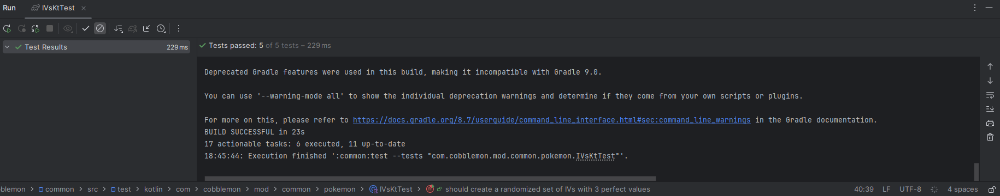 Run IVsKtTest
Test Results 229 ms
Tests passed: 5 of 5 tests – 229 ms
Deprecated Gradle features were used in this build, making it incompatible with Gradle 9.0.
You can use '--warning-mode all' to show the individual deprecation warnings and determine if they come from your own scripts or plugins.
For more on this, please refer to https://docs.gradle.org/8.7/userguide/command_line_interface.html#sec:command_line_warnings in the Gradle documentation.
BUILD SUCCESSFUL in 23s
17 actionable tasks: 6 executed, 11 up-to-date
18:45:44: Execution finished ':common:test --tests "com.cobblemon.mod.common.pokemon.IVsKtTest"'.
bblemon > common > src > test > kotlin > com > cobblemon > mod > common > pokemon > IVsKtTest > should create a randomized set of IVs with 3 perfect values 40:39 LF UTF-8 4 spaces